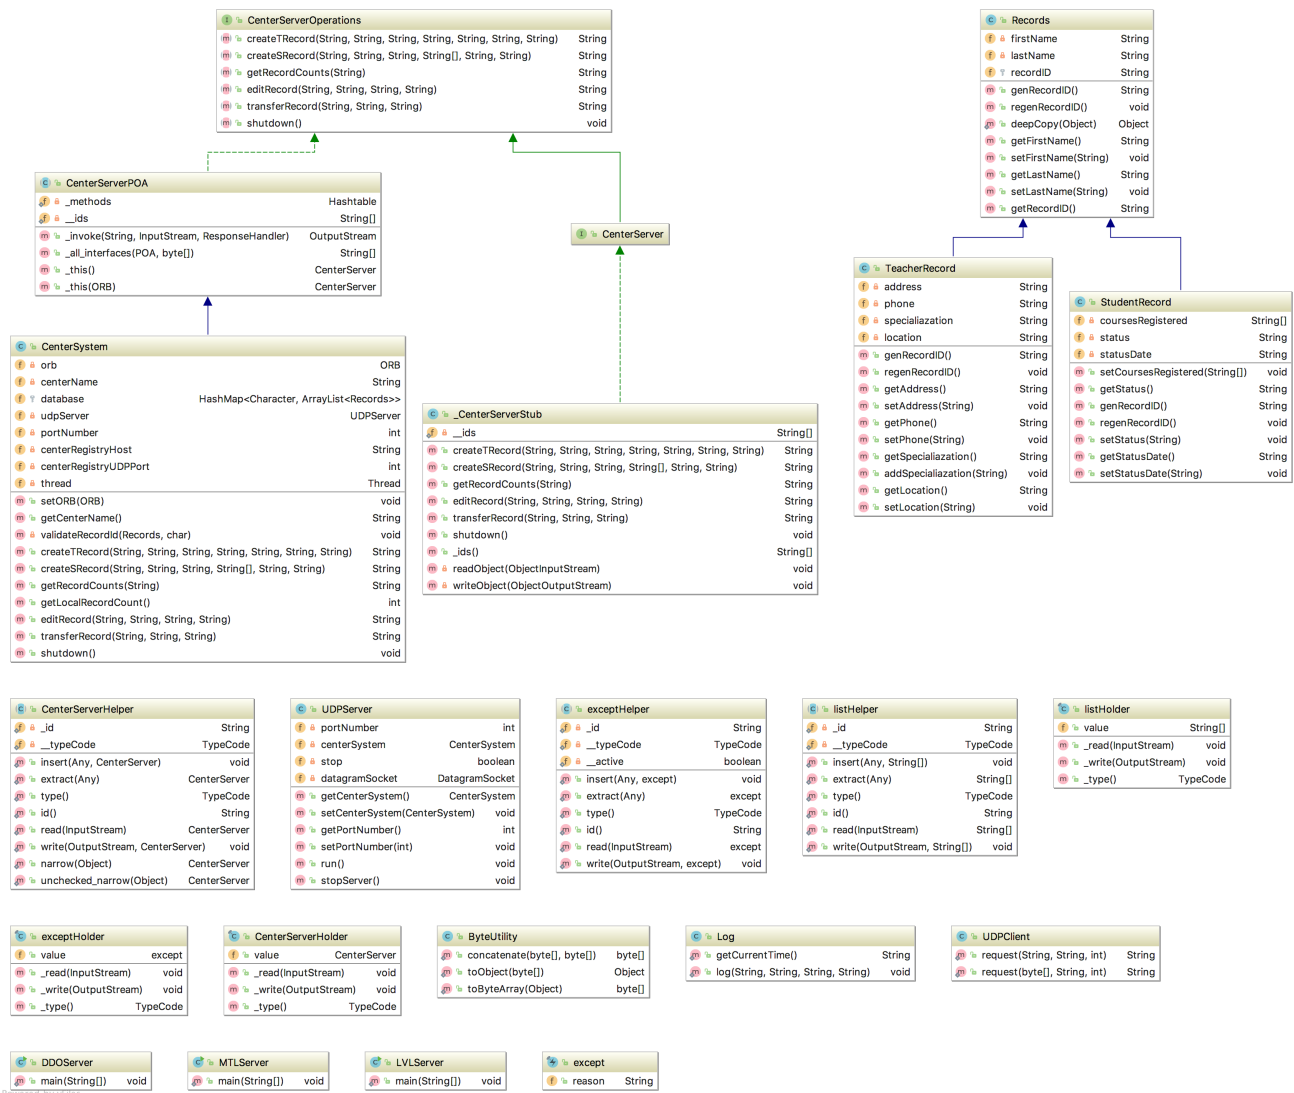 CenterServerOperations
createTRecord(String, String, String, String, String, String, String) String
createSRecord(String, String, String, String[], String, String) String
getRecordCounts(String) String
editRecord(String, String, String, String) String
transferRecord(String, String, String) String
shutdown() void
Records
firstName String
lastName String
recordID String
genRecordID() String
regenRecordID() void
deepCopy(Object) Object
getFirstName() String
setFirstName(String) void
getLastName() String
setLastName(String) void
getRecordID() String
CenterServerPOA
_methods Hashtable
__ids String[]
_invoke(String, InputStream, ResponseHandler) OutputStream
_all_interfaces(POA, byte[]) String[]
_this() CenterServer
_this(ORB) CenterServer
CenterServer
TeacherRecord
address String
phone String
specialiazation String
location String
genRecordID() String
regenRecordID() void
getAddress() String
setAddress(String) void
getPhone() String
setPhone(String) void
getSpecialiazation() String
addSpecialiazation(String) void
getLocation() String
setLocation(String) void
StudentRecord
coursesRegistered String[]
status String
statusDate String
setCoursesRegistered(String[]) void
getStatus() String
genRecordID() String
regenRecordID() void
setStatus(String) void
getStatusDate() String
setStatusDate(String) void
CenterSystem
orb ORB
centerName String
database HashMap<Character, ArrayList<Records>>
udpServer UDPServer
portNumber int
centerRegistryHost String
centerRegistryUDPPort int
thread Thread
setORB(ORB) void
getCenterName() String
validateRecordId(Records, char) void
createTRecord(String, String, String, String, String, String, String) String
createSRecord(String, String, String, String[], String, String) String
getRecordCounts(String) String
getLocalRecordCount() int
editRecord(String, String, String, String) String
transferRecord(String, String, String) String
shutdown() void
_CenterServerStub
__ids String[]
createTRecord(String, String, String, String, String, String, String) String
createSRecord(String, String, String, String[], String, String) String
getRecordCounts(String) String
editRecord(String, String, String, String) String
transferRecord(String, String, String) String
shutdown() void
_ids() String[]
readObject(ObjectInputStream) void
writeObject(ObjectOutputStream) void
CenterServerHelper
_id String
__typeCode TypeCode
insert(Any, CenterServer) void
extract(Any) CenterServer
type() TypeCode
id() String
read(InputStream) CenterServer
write(OutputStream, CenterServer) void
narrow(Object) CenterServer
unchecked_narrow(Object) CenterServer
UDPServer
portNumber int
centerSystem CenterSystem
stop boolean
datagramSocket DatagramSocket
getCenterSystem() CenterSystem
setCenterSystem(CenterSystem) void
getPortNumber() int
setPortNumber(int) void
run() void
stopServer() void
exceptHelper
_id String
__typeCode TypeCode
__active boolean
insert(Any, except) void
extract(Any) except
type() TypeCode
id() String
read(InputStream) except
write(OutputStream, except) void
listHelper
_id String
__typeCode TypeCode
insert(Any, String[]) void
extract(Any) String[]
type() TypeCode
id() String
read(InputStream) String[]
write(OutputStream, String[]) void
listHolder
value String[]
_read(InputStream) void
_write(OutputStream) void
_type() TypeCode
exceptHolder
value except
_read(InputStream) void
_write(OutputStream) void
_type() TypeCode
CenterServerHolder
value CenterServer
_read(InputStream) void
_write(OutputStream) void
_type() TypeCode
ByteUtility
concatenate(byte[], byte[]) byte[]
toObject(byte[]) Object
toByteArray(Object) byte[]
Log
getCurrentTime() String
log(String, String, String, String) void
UDPClient
request(String, String, int) String
request(byte[], String, int) String
DDOServer
main(String[]) void
MTLServer
main(String[]) void
LVLServer
main(String[]) void
except
reason String